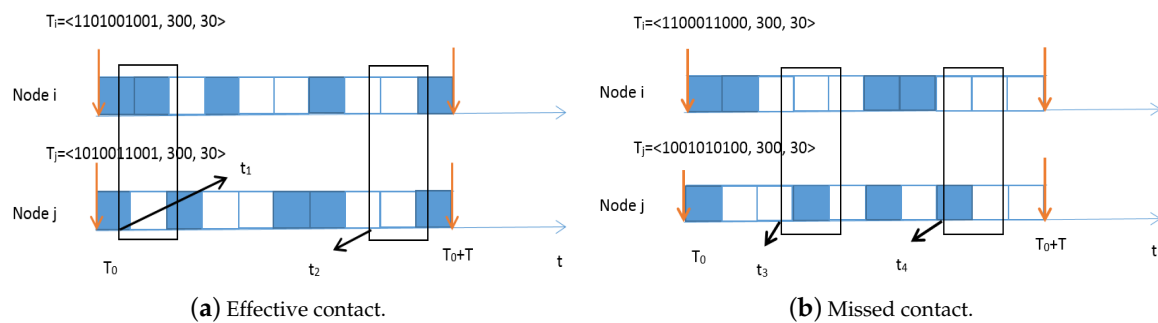 Ti=<1101001001, 300, 30>
Node i
Tj=<1010011001, 300, 30>
t1
Node j
T0
t2
T0+T
t
(a) Effective contact.
Ti=<1100011000, 300, 30>
Node i
Tj=<1001010100, 300, 30>
Node j
T0
t3
t4
T0+T
t
(b) Missed contact.